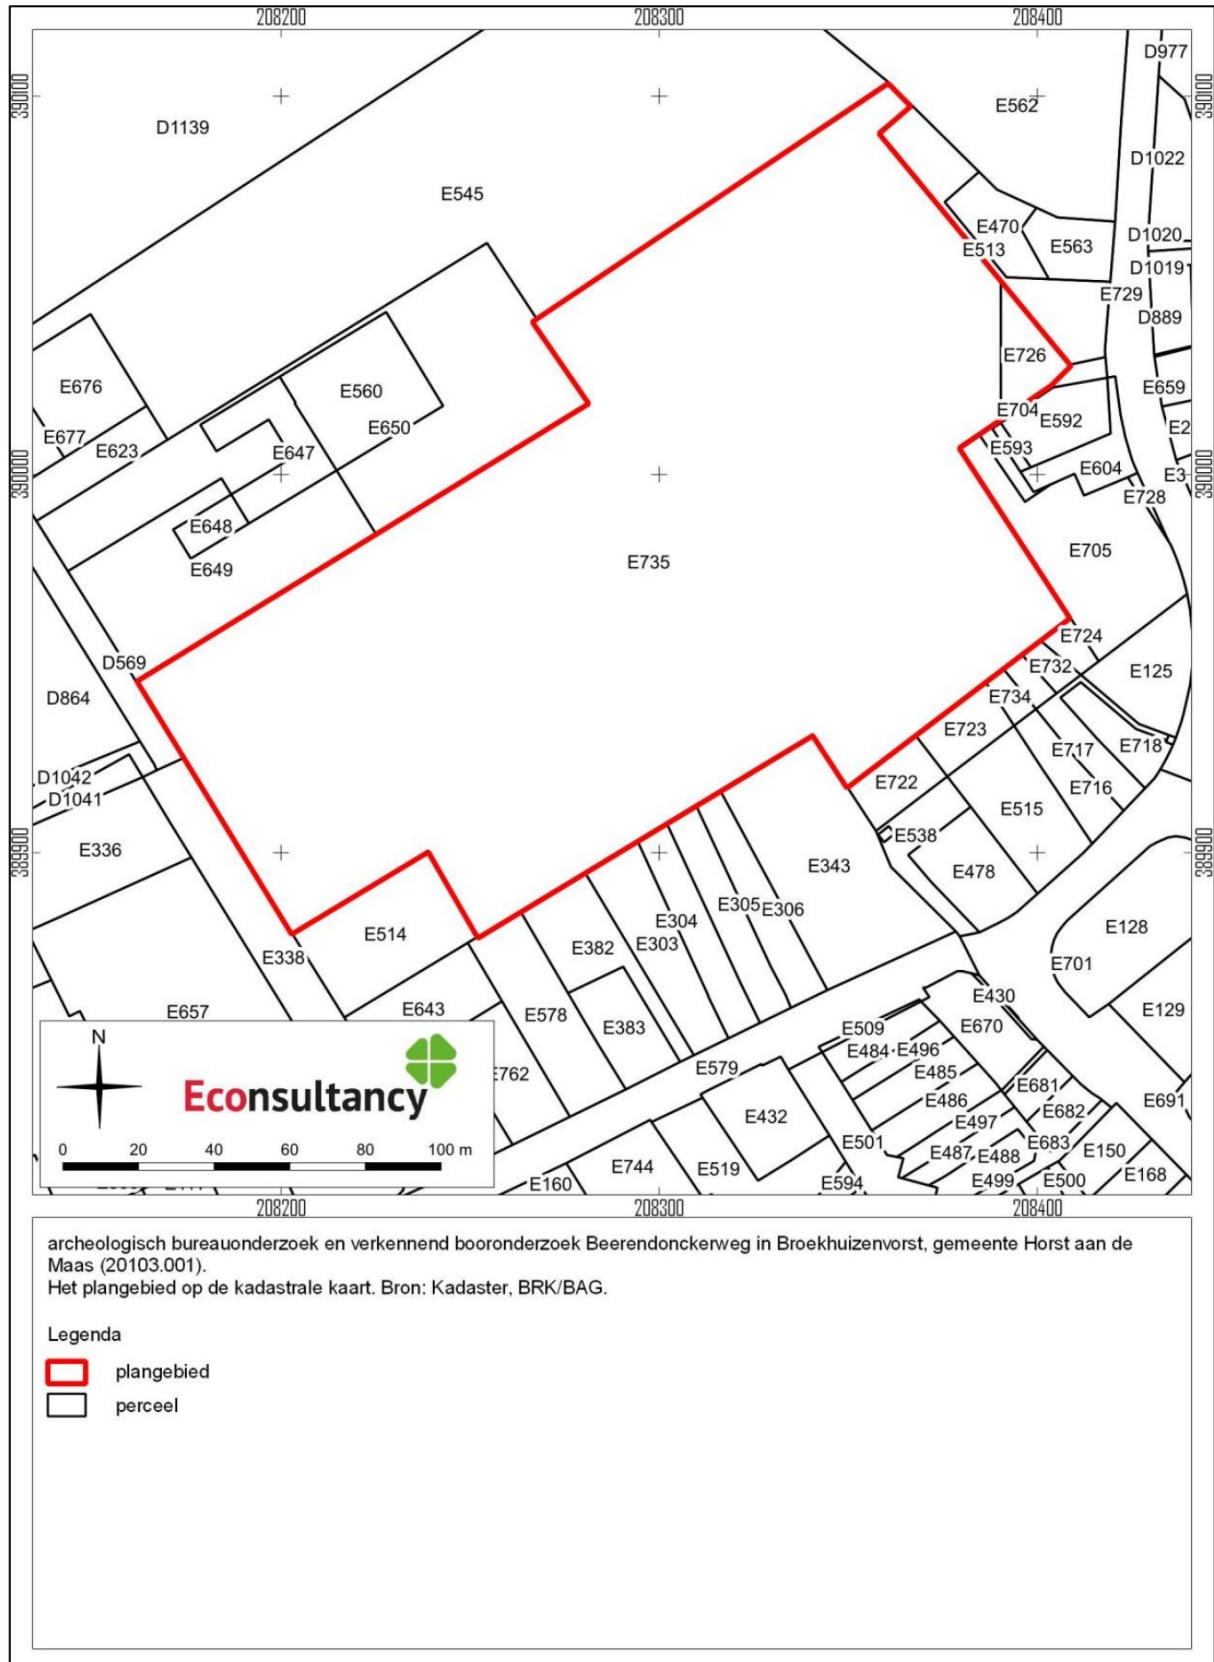 208200 208300 208400
390100 390100
D977
E562
D1139
D1022
E545
E470
D1020
E513 E563
D1019
E729
D889
E726
E676 E560
E659
E704
E592
E650 E2
E677
E623 E647 E593
E604 E3
390000 390000
E728
E648
E705
E735
E649
E724
D569 E732
E125
D864 E734
E723
E717 E718
D1042
E722
E716
D1041
E515
E538
389900 389900
E336 E343
E478
E305
E306
E304
E514 E128
E382 E303
E338
E701
E430
E657 E643 E578 E129
E383 E509 E670
E484 E496
E579
E762 E485
E681
E486 E691
E432 E682
E497
E501 E683
E487 E488 E150
E744 E519 E168
E160 E594 E499 E500
N
Econsultancy
0 20 40 60 80 100 m
208200 208300 208400
archeologisch bureauonderzoek en verkennend booronderzoek Beerendonckerweg in Broekhuizenvorst, gemeente Horst aan de
Maas (20103.001).
Het plangebied op de kadastrale kaart. Bron: Kadaster, BRK/BAG.
Legenda
plangebied
perceel